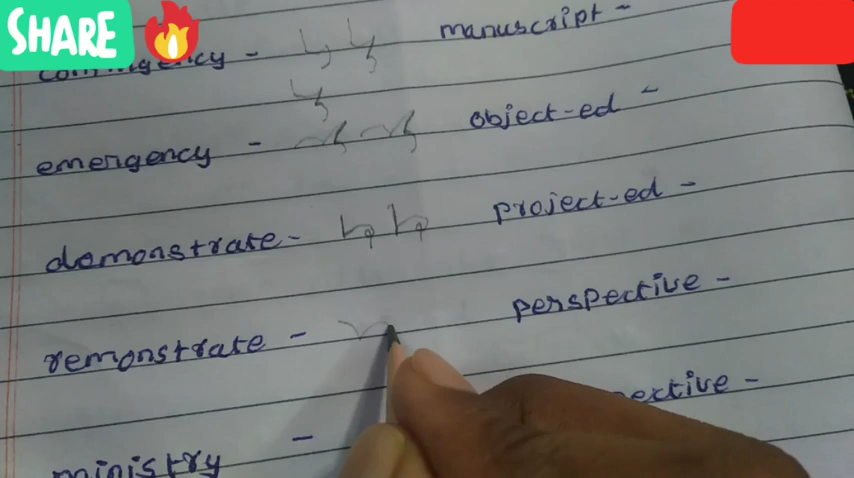 SHARE
manuscript -
emergency - object-ed -
demonstrate - project-ed -
remonstrate - perspective -
ministry -